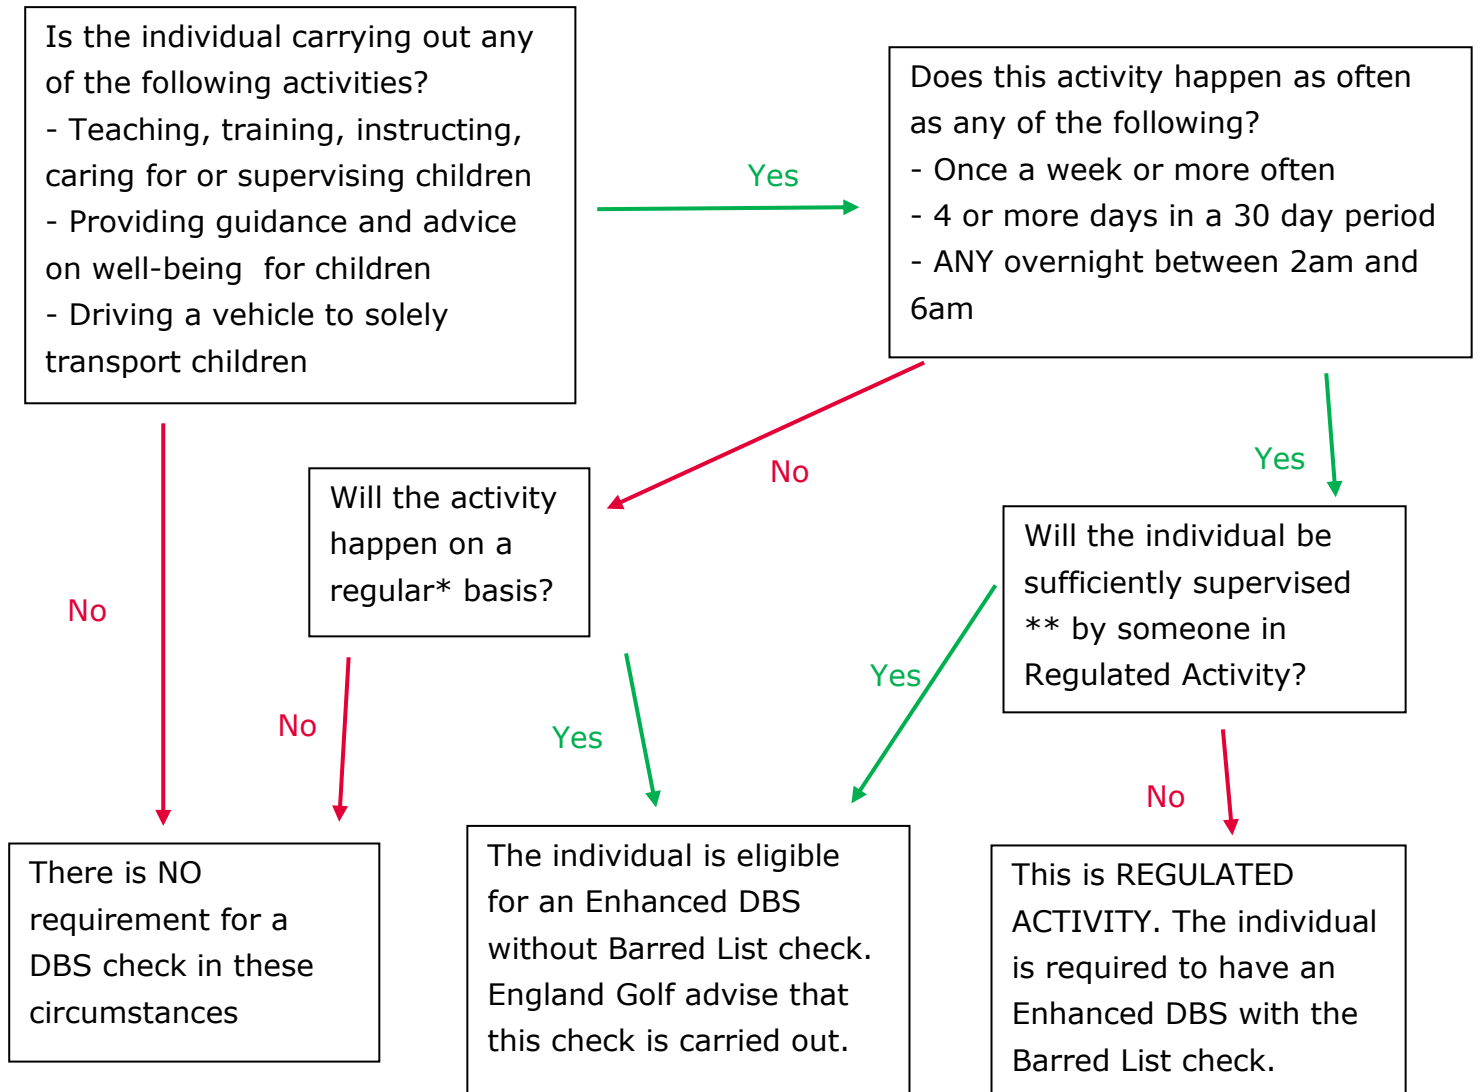 Is the individual carrying out any
of the following activities?
- Teaching, training, instructing,
caring for or supervising children
- Providing guidance and advice
on well-being  for children
- Driving a vehicle to solely
transport children
Yes
Does this activity happen as often
as any of the following?
- Once a week or more often
- 4 or more days in a 30 day period
- ANY overnight between 2am and
6am
No
Yes
Will the activity
happen on a
regular* basis?
Will the individual be
sufficiently supervised
** by someone in
Regulated Activity?
No
No
Yes
Yes
No
There is NO
requirement for a
DBS check in these
circumstances
The individual is eligible
for an Enhanced DBS
without Barred List check.
England Golf advise that
this check is carried out.
This is REGULATED
ACTIVITY. The individual
is required to have an
Enhanced DBS with the
Barred List check.